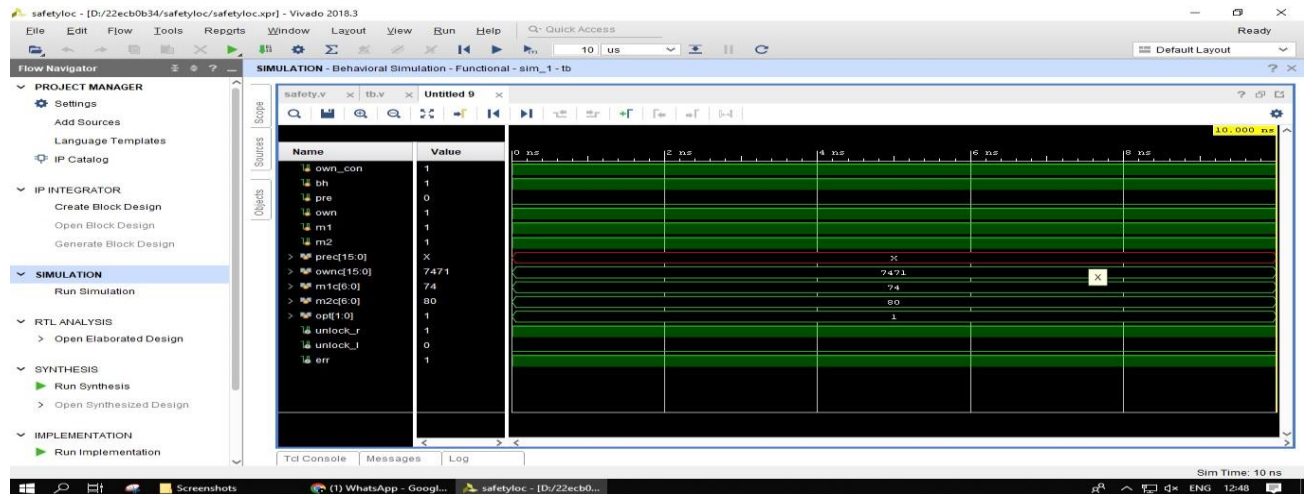 safetyloc - [D:/22ecb0b34/safetyloc/safetyloc.xpr] - Vivado 2018.3
File Edit Flow Tools Reports Window Layout View Run Help Q- Quick Access Ready
10 us Default Layout
Flow Navigator
SIMULATION - Behavioral Simulation - Functional - sim_1 - tb
PROJECT MANAGER
Settings
Add Sources
Language Templates
IP Catalog
IP INTEGRATOR
Create Block Design
Open Block Design
Generate Block Design
SIMULATION
Run Simulation
RTL ANALYSIS
Open Elaborated Design
SYNTHESIS
Run Synthesis
Open Synthesized Design
IMPLEMENTATION
Run Implementation
Scope
Sources
Objects
safety.v tb.v Untitled 9
10.000 ns
Name Value 0 ns 2 ns 4 ns 6 ns 8 ns
own_con 1
bh 1
pre 0
own 1
m1 1
m2 1
prec[15:0] X X
ownc[15:0] 7471 7471 X
m1c[6:0] 74 74
m2c[6:0] 80 80
opt[1:0] 1 1
unlock_r 1
unlock_l 0
err 1
Tcl Console Messages Log
Sim Time: 10 ns
Screenshots (1) WhatsApp - Googl... safetyloc - [D:/22ecb0... ENG 12:48